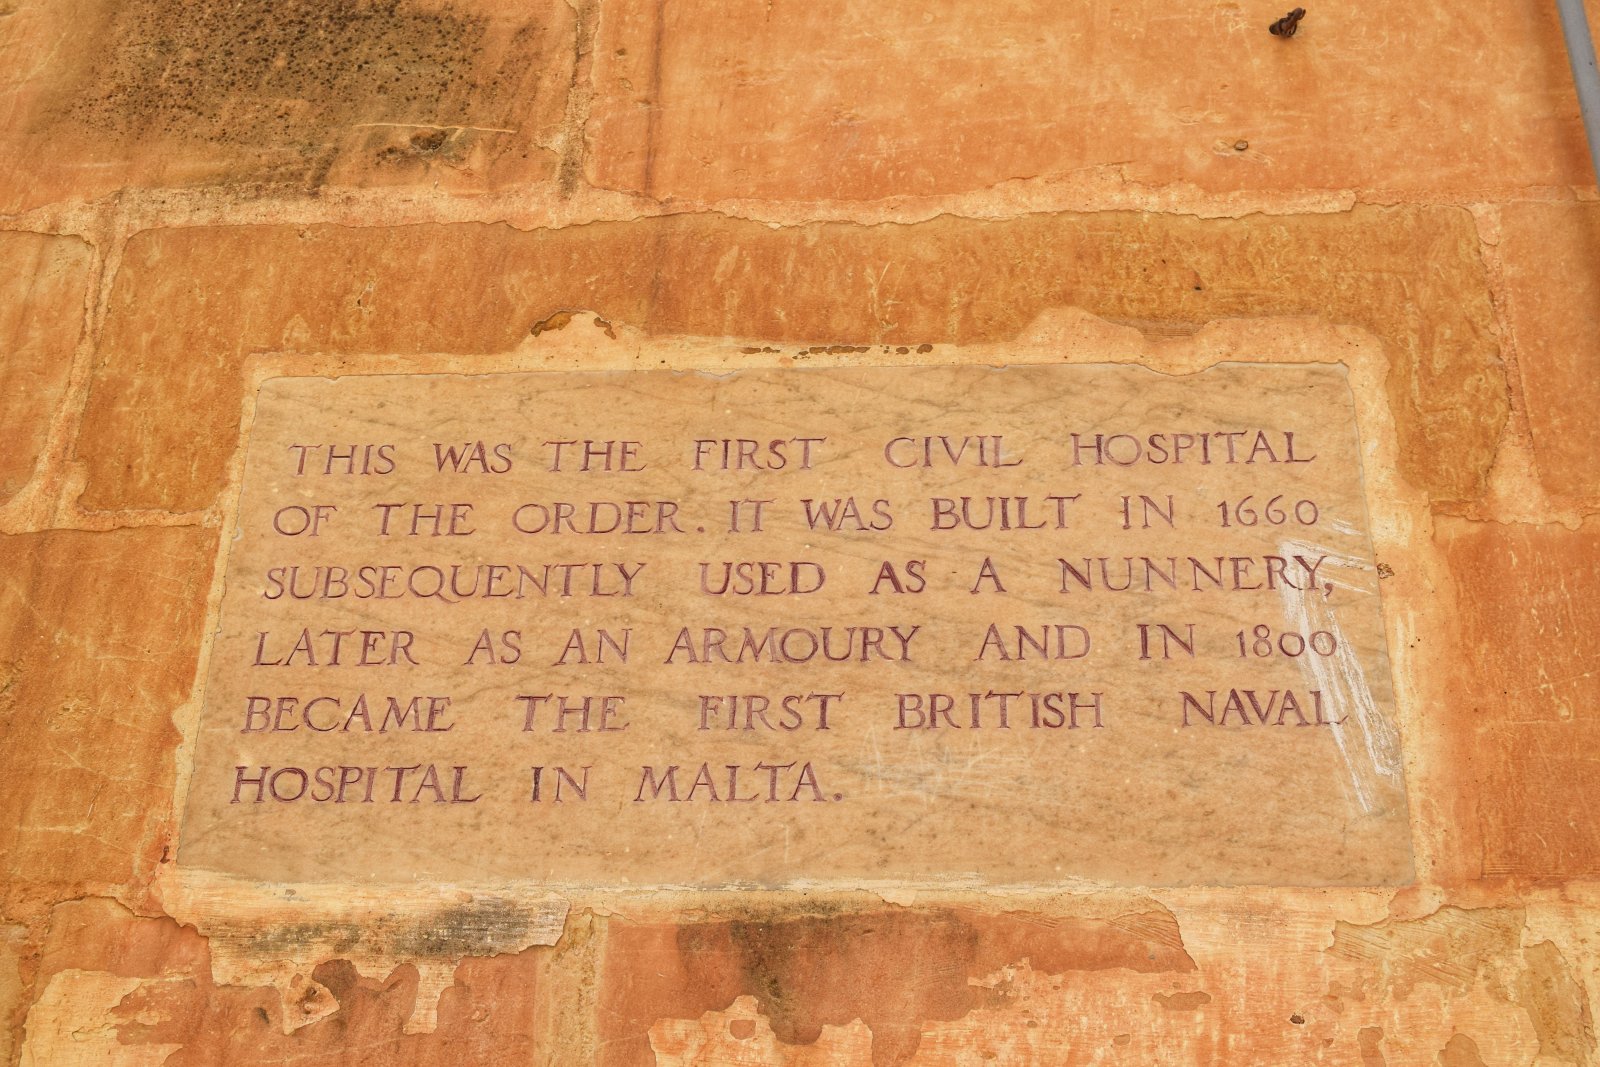 THIS WAS THE FIRST CIVIL HOSPITAL
OF THE ORDER. IT WAS BUILT IN 1660
SUBSEQUENTLY USED AS A NUNNERY,
LATER AS AN ARMOURY AND IN 1800
BECAME THE FIRST BRITISH NAVAL
HOSPITAL IN MALTA.